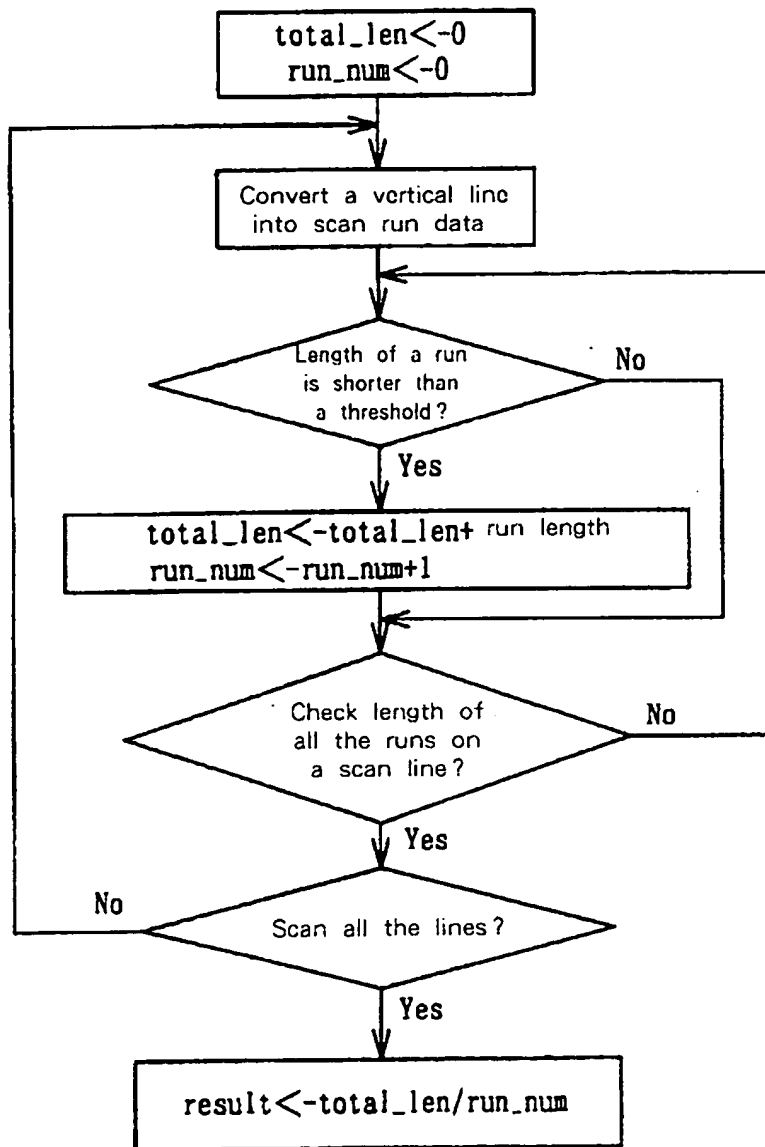 total_len<-0
run_num<-0
Convert a vertical line
into scan run data
Length of a run
is shorter than
a threshold?
No
Yes
total_len<-total_len+ run length
run_num<-run_num+1
Check length of
all the runs on
a scan line?
No
Yes
No
Scan all the lines?
Yes
result<-total_len/run_num